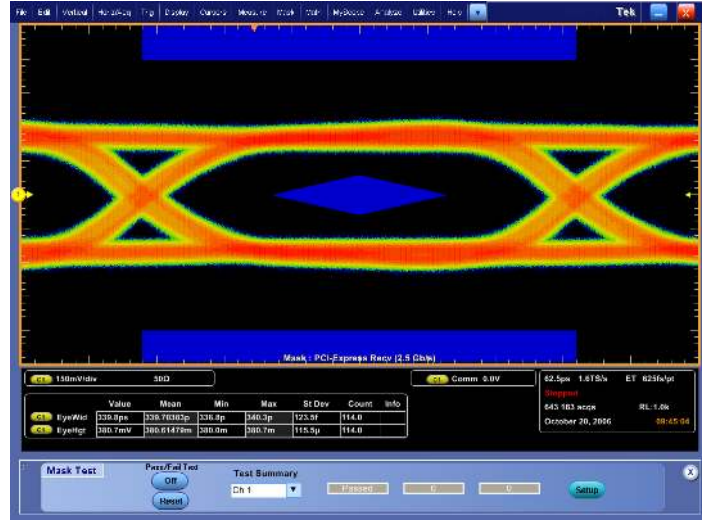 File Edit Vertical Horiz/Acq Trig Display Cursors Measure Mask Math MyScope Analyze Utilities Help Tek
1
Mask : PCI-Express Recv (2.5 Gb/s)
C1 150mV/div 50Ω
C1 Comm 0.0V
62.5ps 1.6TS/s ET 625fs/pt
Stopped
643 163 acqs RL:1.0k
October 20, 2006 09:45:04
Value Mean Min Max St Dev Count Info
C1 EyeWid 339.8ps 339.78363p 336.8p 340.3p 123.5f 114.0
C1 EyeHgt 380.7mV 380.61479m 380.0m 380.7m 115.5µ 114.0
Mask Test
Pass/Fail Test
Off
Reset
Test Summary
Ch 1
Passed 0 0
Setup
X